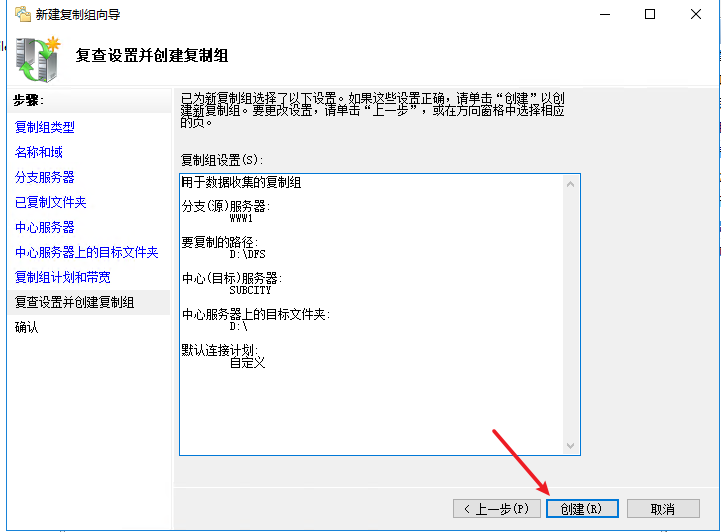 新建复制组向导
复查设置并创建复制组
步骤:
复制组类型
名称和域
分支服务器
已复制文件夹
中心服务器
中心服务器上的目标文件夹
复制组计划和带宽
复查设置并创建复制组
确认
已为新复制组选择了以下设置。如果这些设置正确，请单击“创建”以创
建新复制组。要更改设置，请单击“上一步”，或在方向窗格中选择相应
的页。
复制组设置(S):
用于数据收集的复制组
分支(源)服务器:
WWW1
要复制的路径:
D:\DFS
中心(目标)服务器:
SUBCITY
中心服务器上的目标文件夹:
D:\
默认连接计划:
自定义
< 上一步(P)
创建(R)
取消